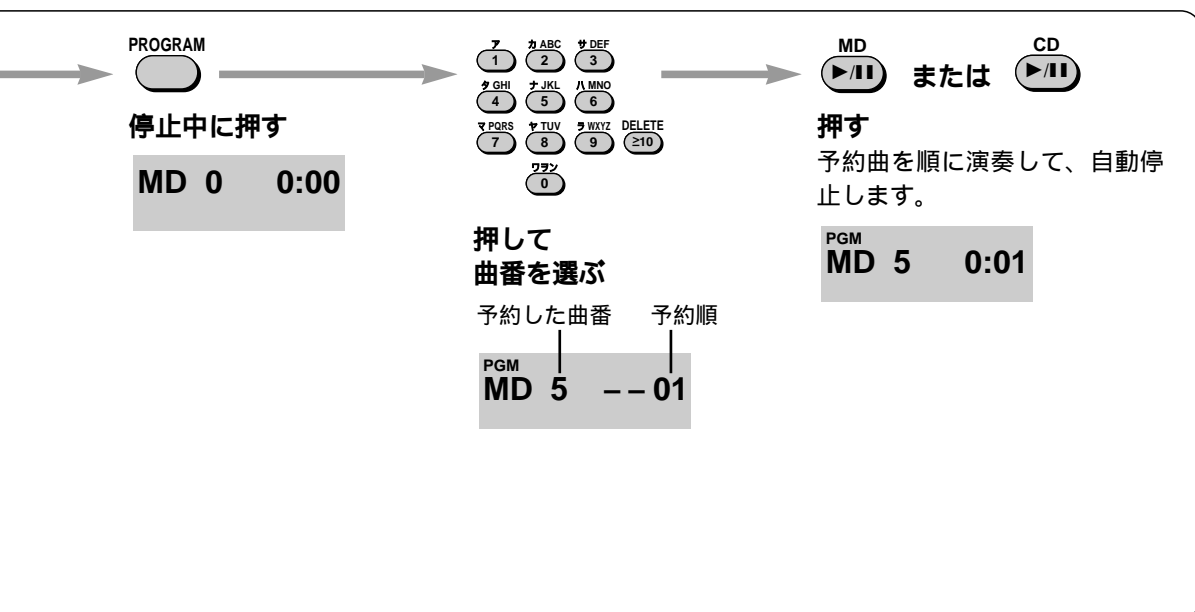 PROGRAM
停止中に押す
MD 0 0:00
ア カ ABC サ DEF
1 2 3
タ GHI ナ JKL ハ MNO
4 5 6
マ PQRS ヤ TUV ラ WXYZ DELETE
7 8 9 ≥10
ワヲン
0
押して
曲番を選ぶ
予約した曲番 予約順
PGM
MD 5 – – 01
MD CD
▶/▮▮ または ▶/▮▮
押す
予約曲を順に演奏して、自動停
止します。
PGM
MD 5 0:01